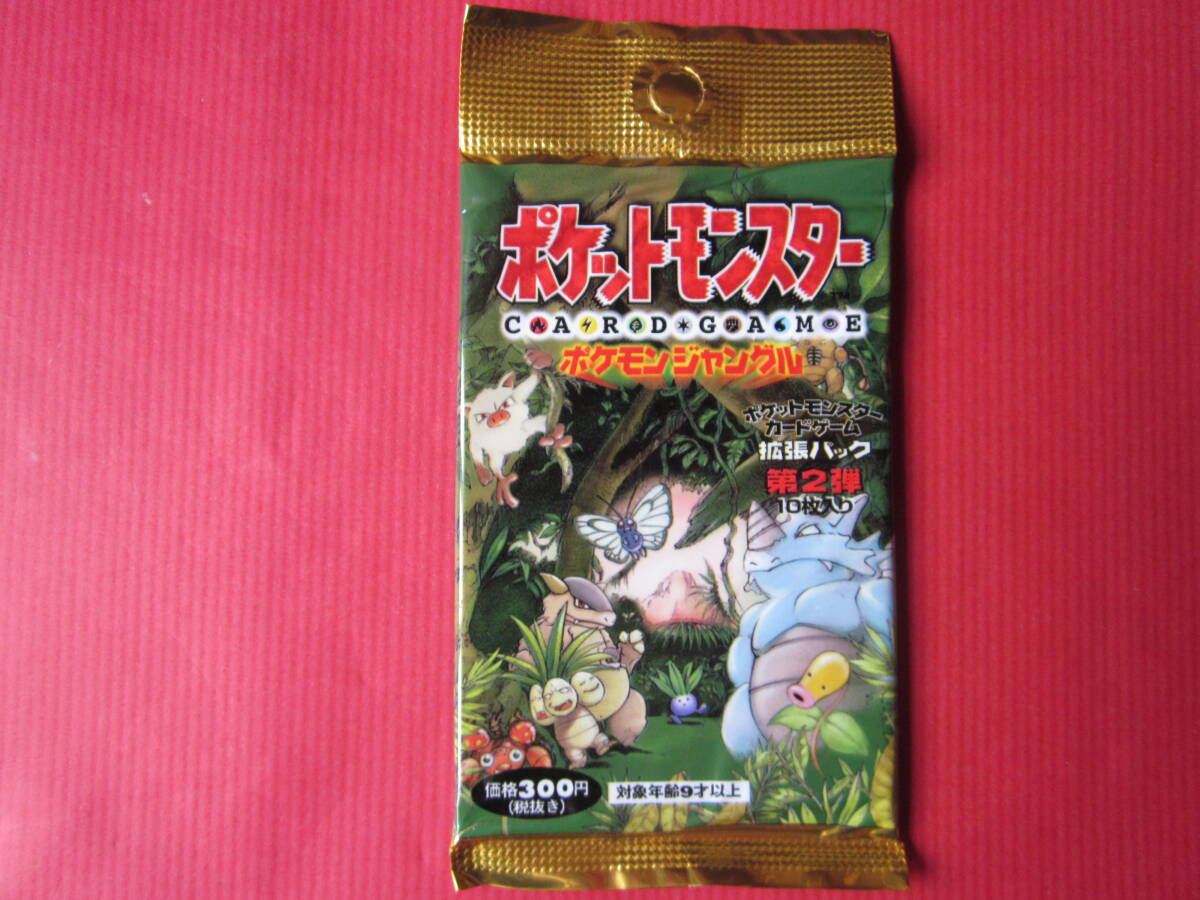 ポケットモンスター
TM
CARDGAME
ポケモンジャングル
ポケットモンスター
カードゲーム
拡張パック
第2弾
10枚入り
価格300円
(税抜き)
対象年齢9才以上